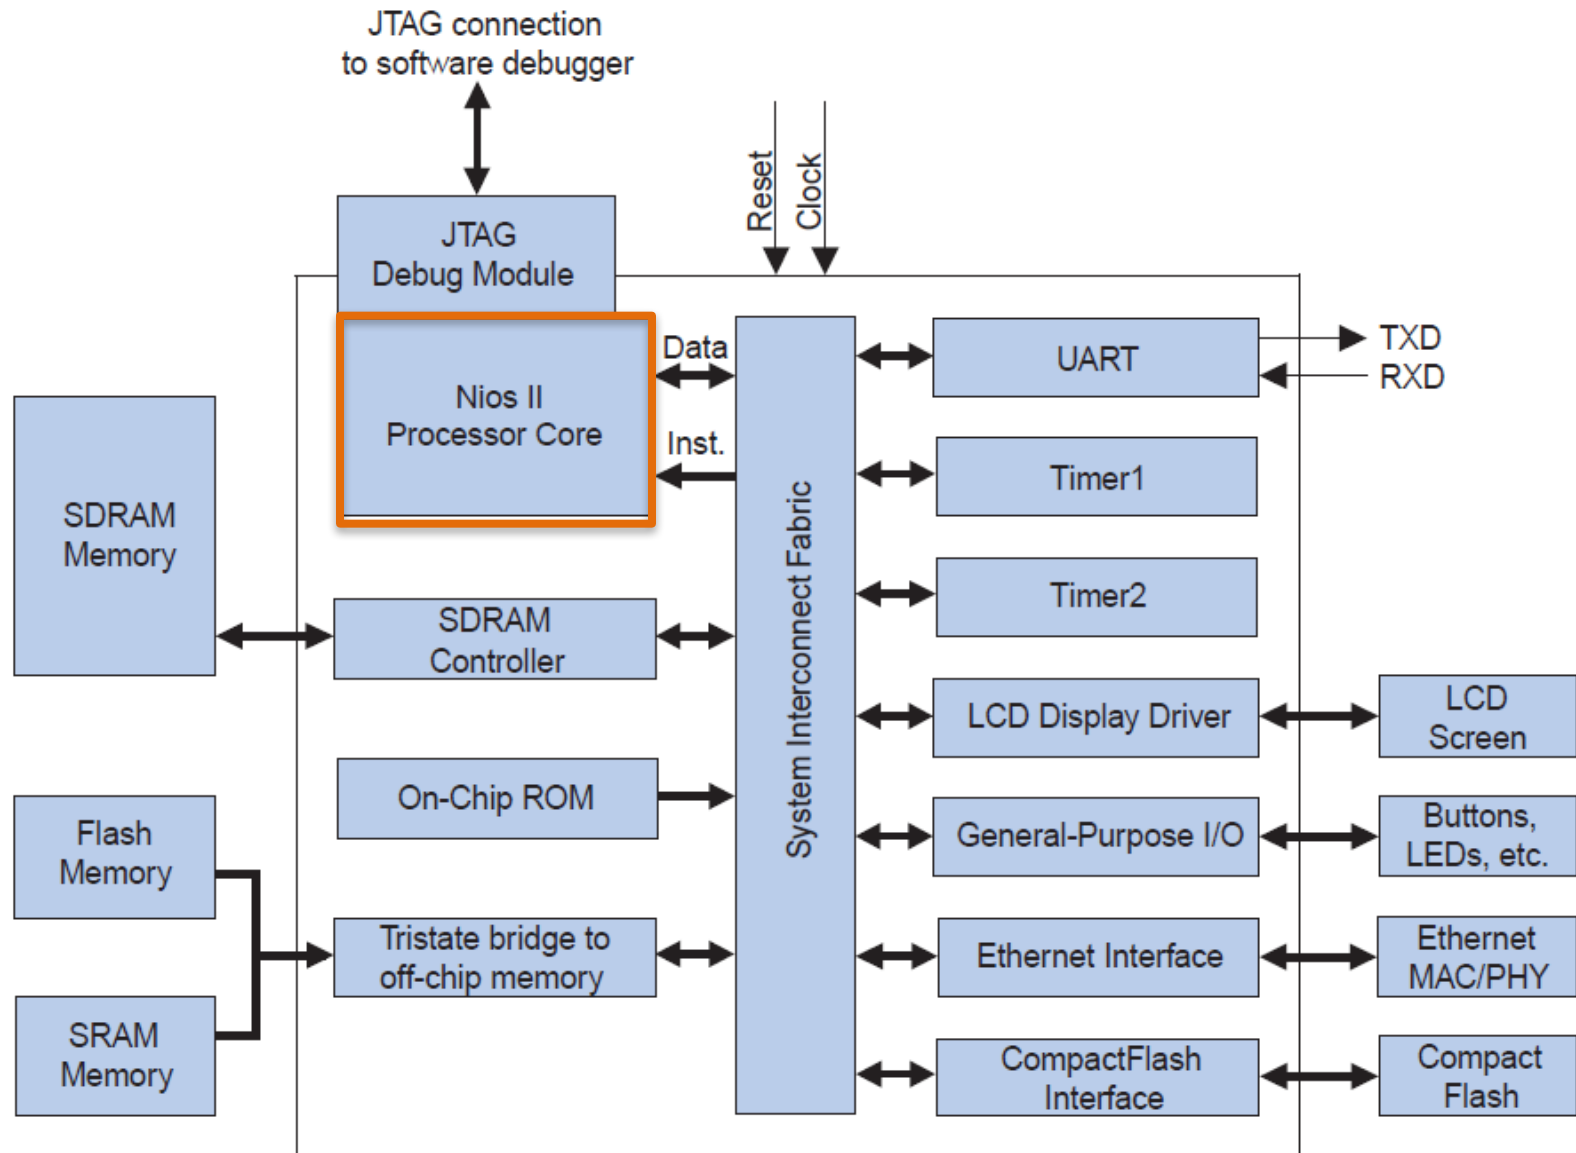 JTAG connection
to software debugger
Reset
Clock
JTAG
Debug Module
Nios II
Processor Core
Data
Inst.
System Interconnect Fabric
UART
TXD
RXD
Timer1
Timer2
SDRAM
Memory
SDRAM
Controller
LCD Display Driver
LCD
Screen
On-Chip ROM
General-Purpose I/O
Buttons,
LEDs, etc.
Flash
Memory
Tristate bridge to
off-chip memory
Ethernet Interface
Ethernet
MAC/PHY
SRAM
Memory
CompactFlash
Interface
Compact
Flash